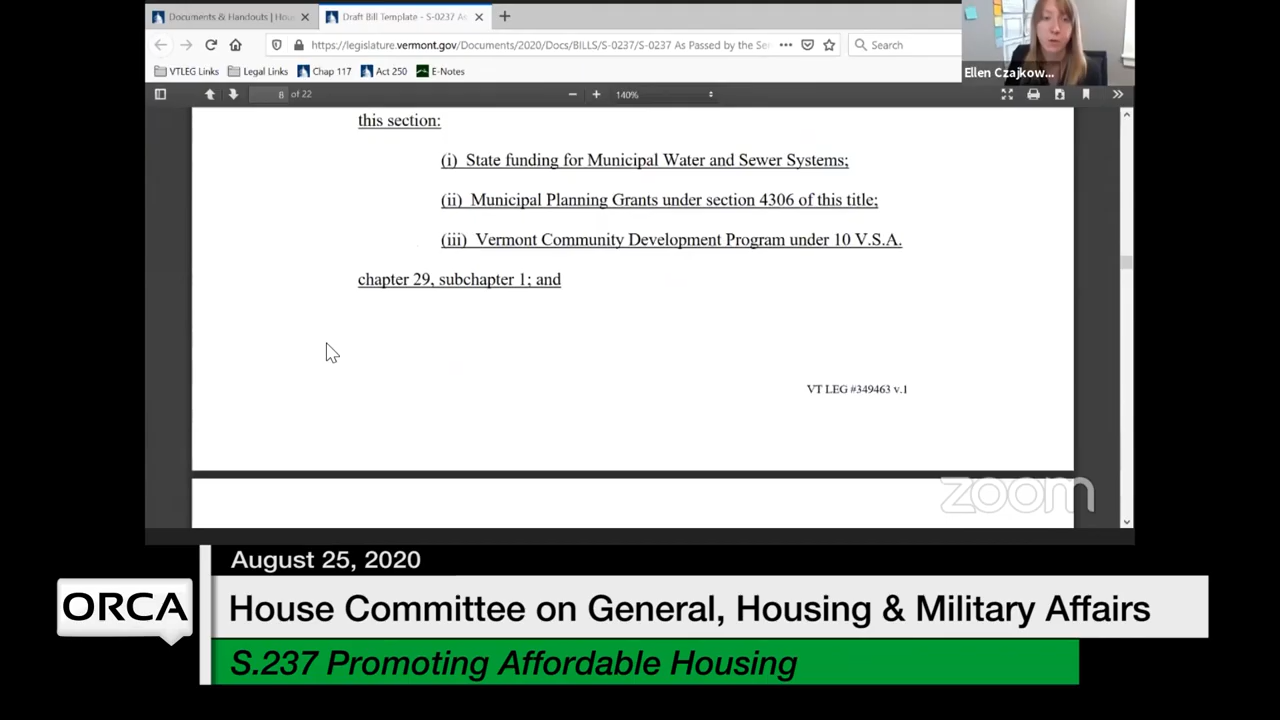 Documents & Handouts | Hou
Draft Bill Template - S-0237 As
https://legislature.vermont.gov/Documents/2020/Docs/BILLS/S-0237/S-0237 As Passed by the Sen
Search
VTLEG Links
Legal Links
Chap 117
Act 250
E-Notes
8 of 22
140%
Ellen Czajkow...
this section:
(i) State funding for Municipal Water and Sewer Systems;
(ii) Municipal Planning Grants under section 4306 of this title;
(iii) Vermont Community Development Program under 10 V.S.A.
chapter 29, subchapter 1; and
VT LEG #349463 v.1
zoom
August 25, 2020
ORCA
House Committee on General, Housing & Military Affairs
S.237 Promoting Affordable Housing